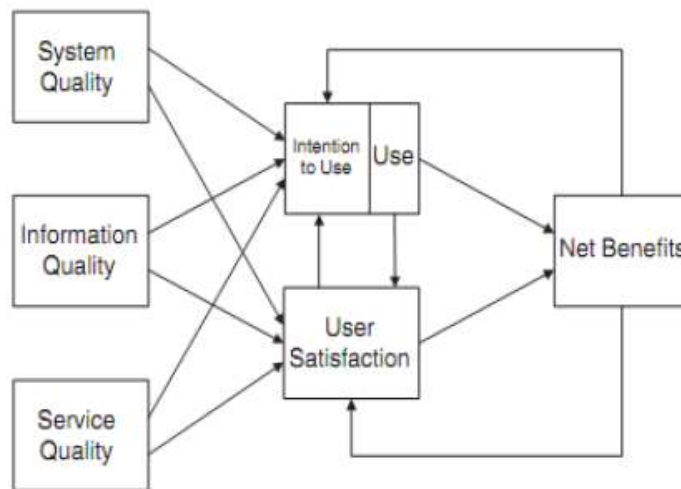 System
Quality
Intention
to Use
Use
Information
Quality
Net Benefits
User
Satisfaction
Service
Quality